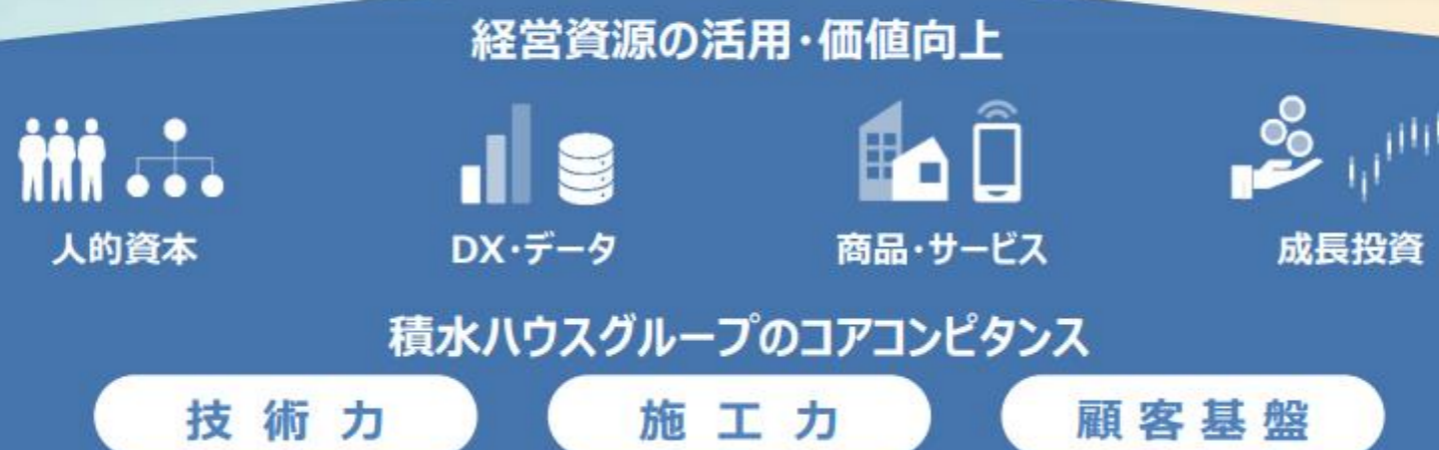 経営資源の活用・価値向上
人的資本 DX・データ 商品・サービス 成長投資
積水ハウスグループのコアコンピタンス
技術力 施工力 顧客基盤